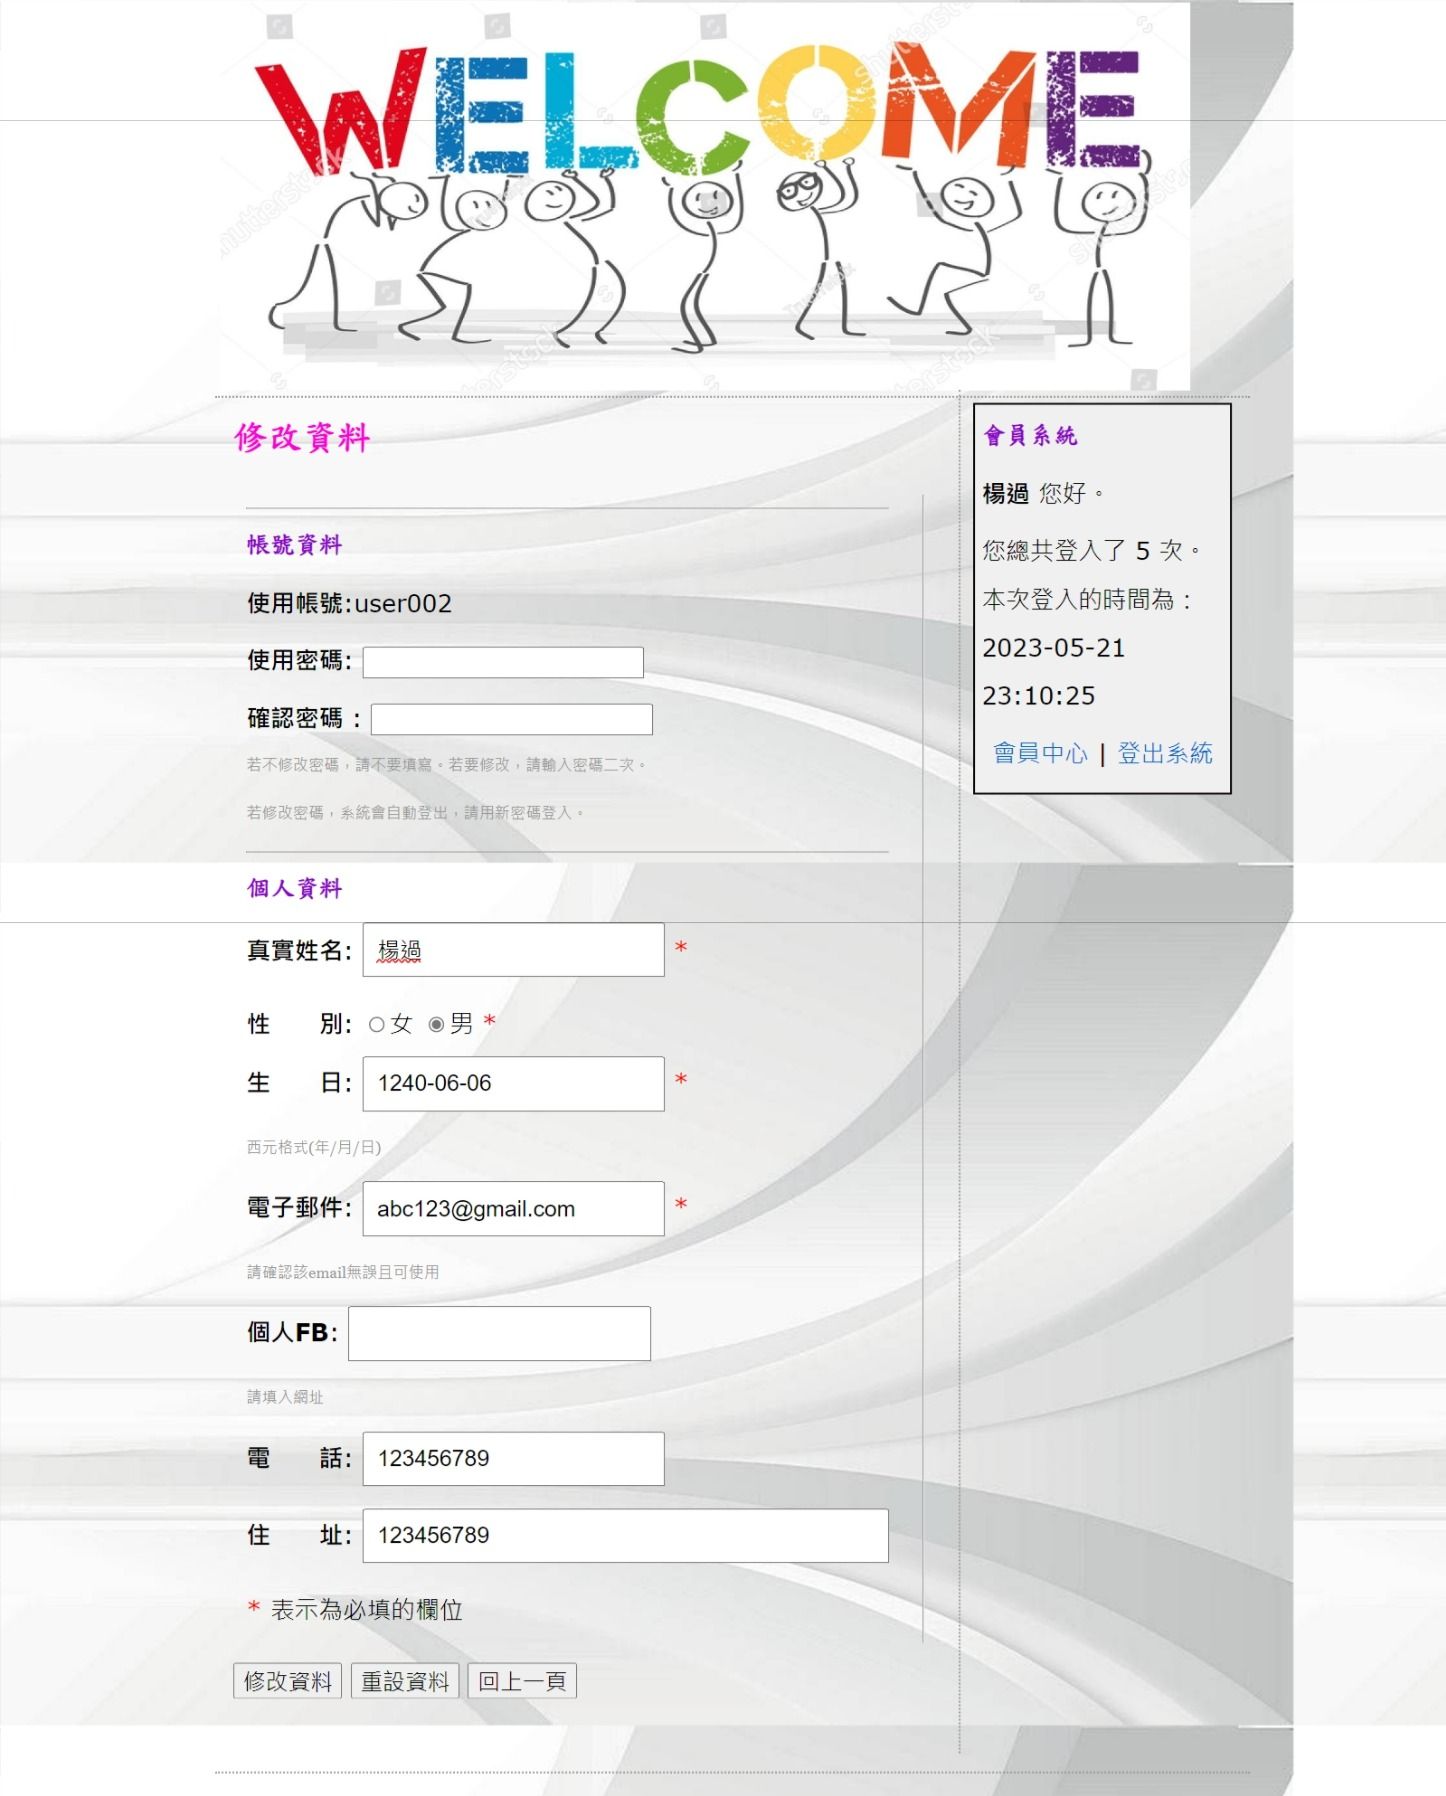 WELCOME
修改資料
帳號資料
使用帳號:user002
使用密碼:
確認密碼：
若不修改密碼，請不要填寫。若要修改，請輸入密碼二次。
若修改密碼，系統會自動登出，請用新密碼登入。
個人資料
真實姓名: 楊過 *
性 別: 女 男 *
生 日: 1240-06-06 *
西元格式(年/月/日)
電子郵件: abc123@gmail.com *
請確認該email無誤且可使用
個人FB:
請填入網址
電 話: 123456789
住 址: 123456789
* 表示為必填的欄位
修改資料 重設資料 回上一頁
會員系統
楊過 您好。
您總共登入了 5 次。
本次登入的時間為：
2023-05-21
23:10:25
會員中心 | 登出系統